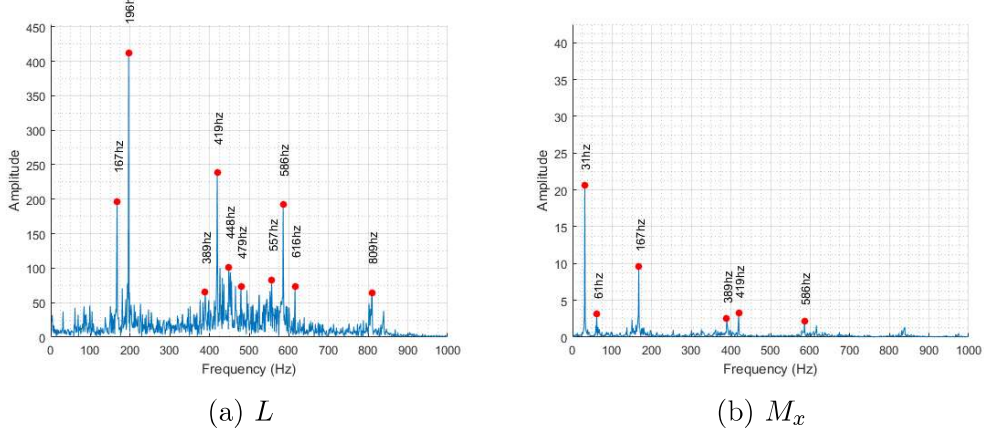 196h
450
400
350
300
250
200
150
100
50
0
167hz
389hz
419hz
448hz
479hz
557hz
586hz
616hz
809hz
0 100 200 300 400 500 600 700 800 900 1000
Frequency (Hz)
Amplitude
(a) L
40
35
30
25
20
15
10
5
0
31hz
61hz
167hz
389hz
419hz
586hz
0 100 200 300 400 500 600 700 800 900 1000
Frequency (Hz)
Amplitude
(b) Mx